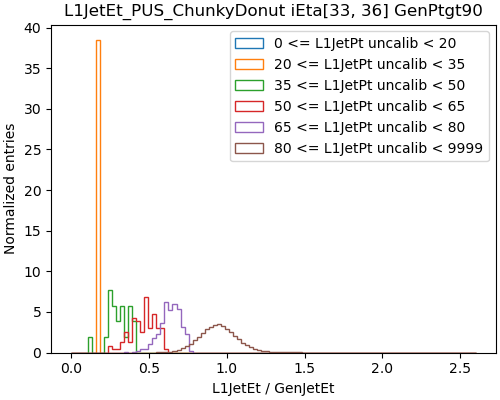 L1JetEt_PUS_ChunkyDonut iEta[33, 36] GenPtgt90
40
35
30
25
20
15
10
5
0
Normalized entries
0 <= L1JetPt uncalib < 20
20 <= L1JetPt uncalib < 35
35 <= L1JetPt uncalib < 50
50 <= L1JetPt uncalib < 65
65 <= L1JetPt uncalib < 80
80 <= L1JetPt uncalib < 9999
0.0 0.5 1.0 1.5 2.0 2.5
L1JetEt / GenJetEt